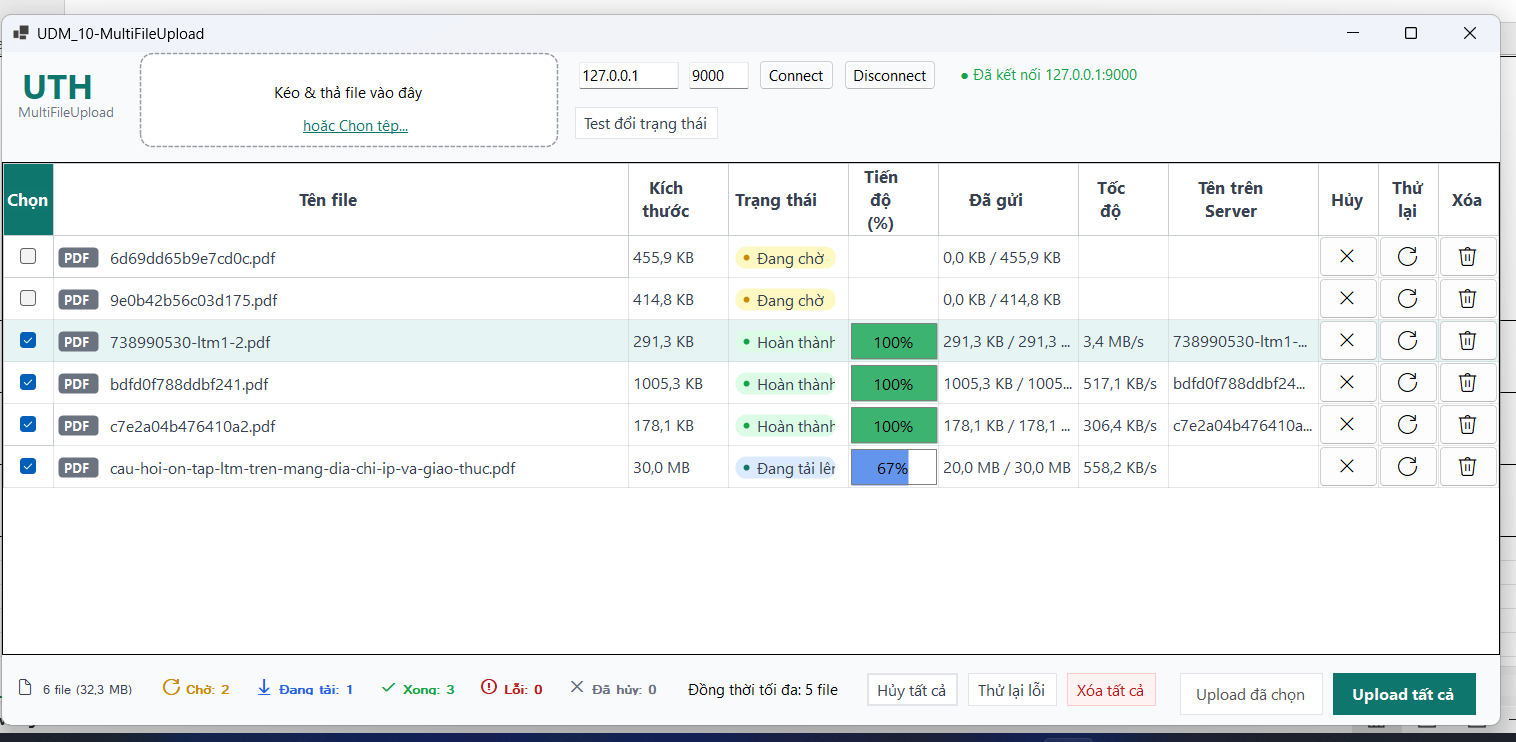 UDM_10-MultiFileUpload
UTH
MultiFileUpload
Kéo & thả file vào đây
hoặc Chọn tệp...
127.0.0.1
9000
Connect
Disconnect
● Đã kết nối 127.0.0.1:9000
Test đổi trạng thái
Chọn
Tên file
Kích thước
Trạng thái
Tiến độ (%)
Đã gửi
Tốc độ
Tên trên Server
Hủy
Thử lại
Xóa
PDF 6d69dd65b9e7cd0c.pdf 455,9 KB Đang chờ 0,0 KB / 455,9 KB
PDF 9e0b42b56c03d175.pdf 414,8 KB Đang chờ 0,0 KB / 414,8 KB
PDF 738990530-ltm1-2.pdf 291,3 KB Hoàn thành 100% 291,3 KB / 291,3 ... 3,4 MB/s 738990530-ltm1-...
PDF bdfd0f788ddbf241.pdf 1005,3 KB Hoàn thành 100% 1005,3 KB / 1005... 517,1 KB/s bdfd0f788ddbf24...
PDF c7e2a04b476410a2.pdf 178,1 KB Hoàn thành 100% 178,1 KB / 178,1 ... 306,4 KB/s c7e2a04b476410a...
PDF cau-hoi-on-tap-ltm-tren-mang-dia-chi-ip-va-giao-thuc.pdf 30,0 MB Đang tải lên 67% 20,0 MB / 30,0 MB 558,2 KB/s
6 file (32,3 MB) Chờ: 2 Đang tải: 1 Xong: 3 Lỗi: 0 Đã hủy: 0 Đồng thời tối đa: 5 file
Hủy tất cả
Thử lại lỗi
Xóa tất cả
Upload đã chọn
Upload tất cả